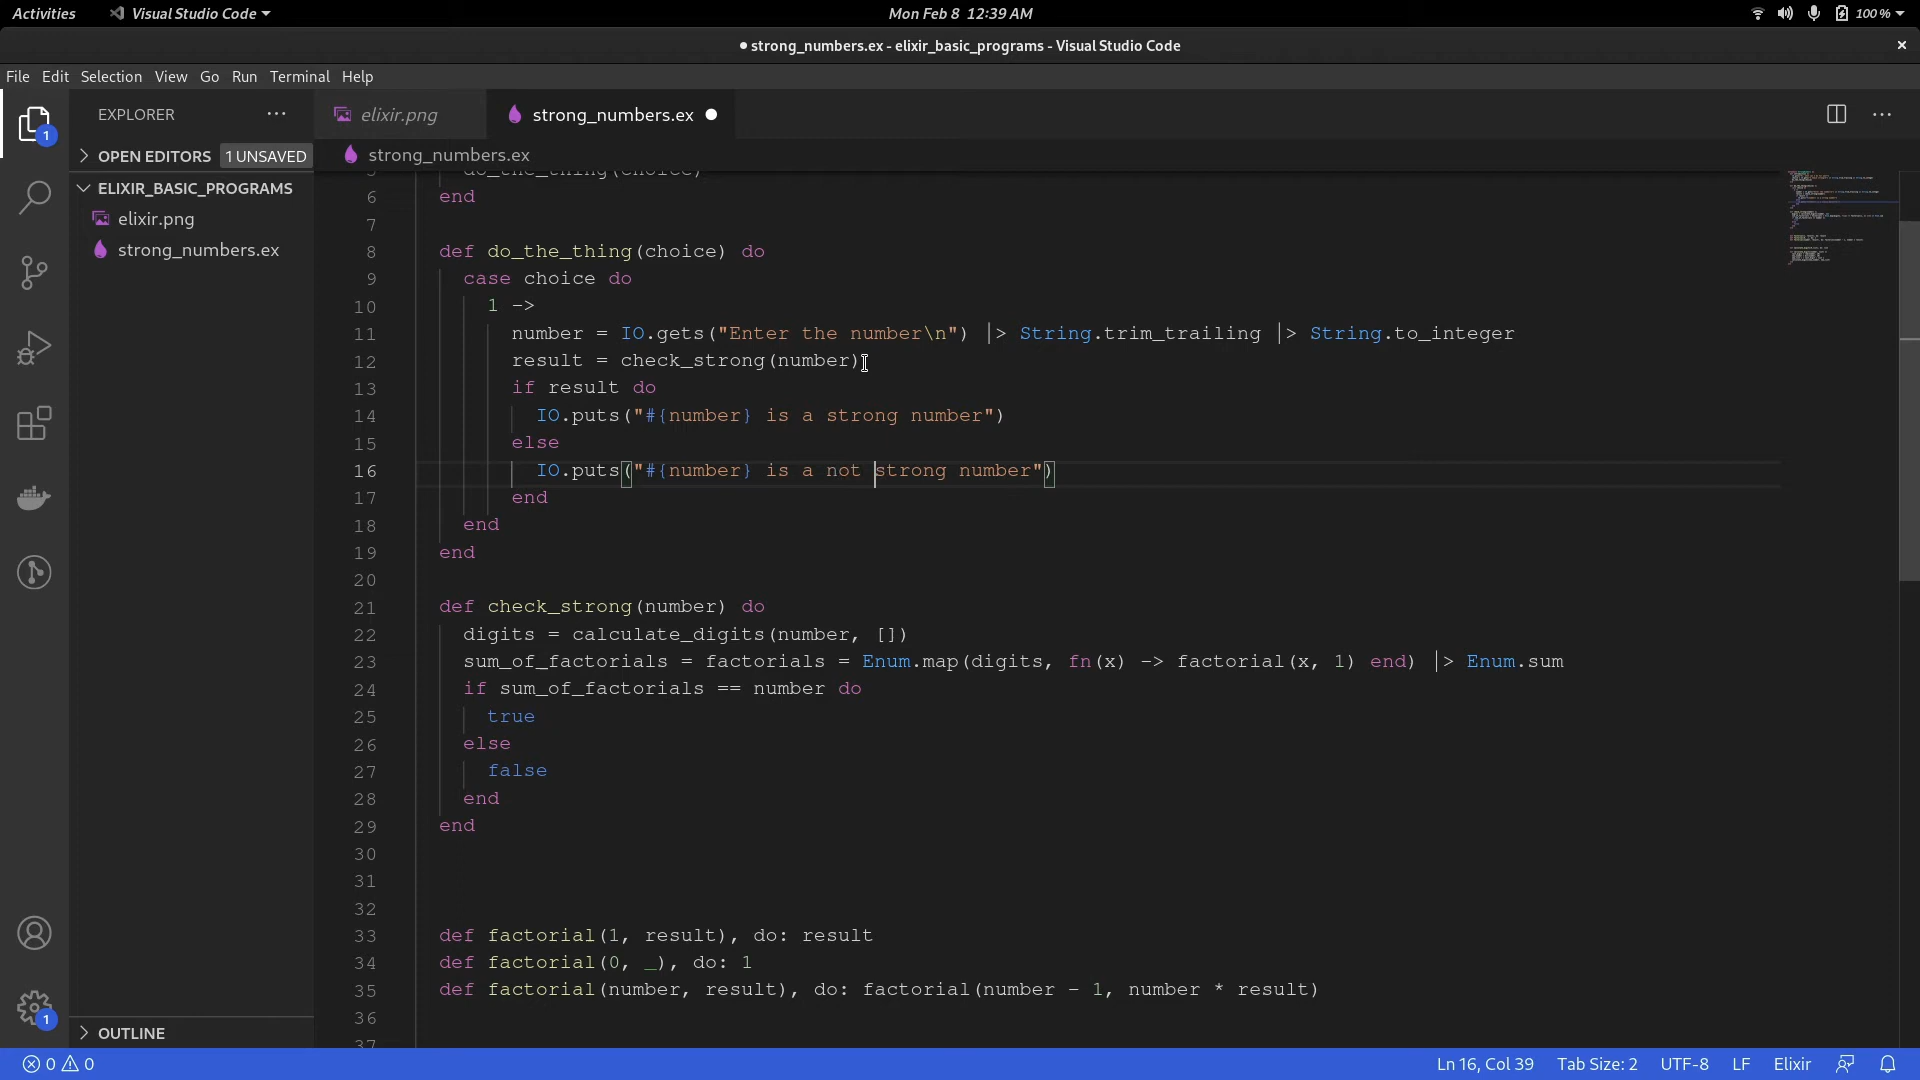 Activities Visual Studio Code Mon Feb 8 12:39 AM 100 %
● strong_numbers.ex - elixir_basic_programs - Visual Studio Code ×
File Edit Selection View Go Run Terminal Help
EXPLORER ··· elixir.png strong_numbers.ex ● ···
OPEN EDITORS 1 UNSAVED strong_numbers.ex
ELIXIR_BASIC_PROGRAMS
elixir.png
strong_numbers.ex
1
1
OUTLINE
5 do_the_thing(choice)
6 end
7
8 def do_the_thing(choice) do
9 case choice do
10 1 ->
11 number = IO.gets("Enter the number\n") |> String.trim_trailing |> String.to_integer
12 result = check_strong(number)
13 if result do
14 IO.puts("#{number} is a strong number")
15 else
16 IO.puts("#{number} is a not strong number")
17 end
18 end
19 end
20
21 def check_strong(number) do
22 digits = calculate_digits(number, [])
23 sum_of_factorials = factorials = Enum.map(digits, fn(x) -> factorial(x, 1) end) |> Enum.sum
24 if sum_of_factorials == number do
25 true
26 else
27 false
28 end
29 end
30
31
32
33 def factorial(1, result), do: result
34 def factorial(0, _), do: 1
35 def factorial(number, result), do: factorial(number - 1, number * result)
36
37
0 0 Ln 16, Col 39 Tab Size: 2 UTF-8 LF Elixir